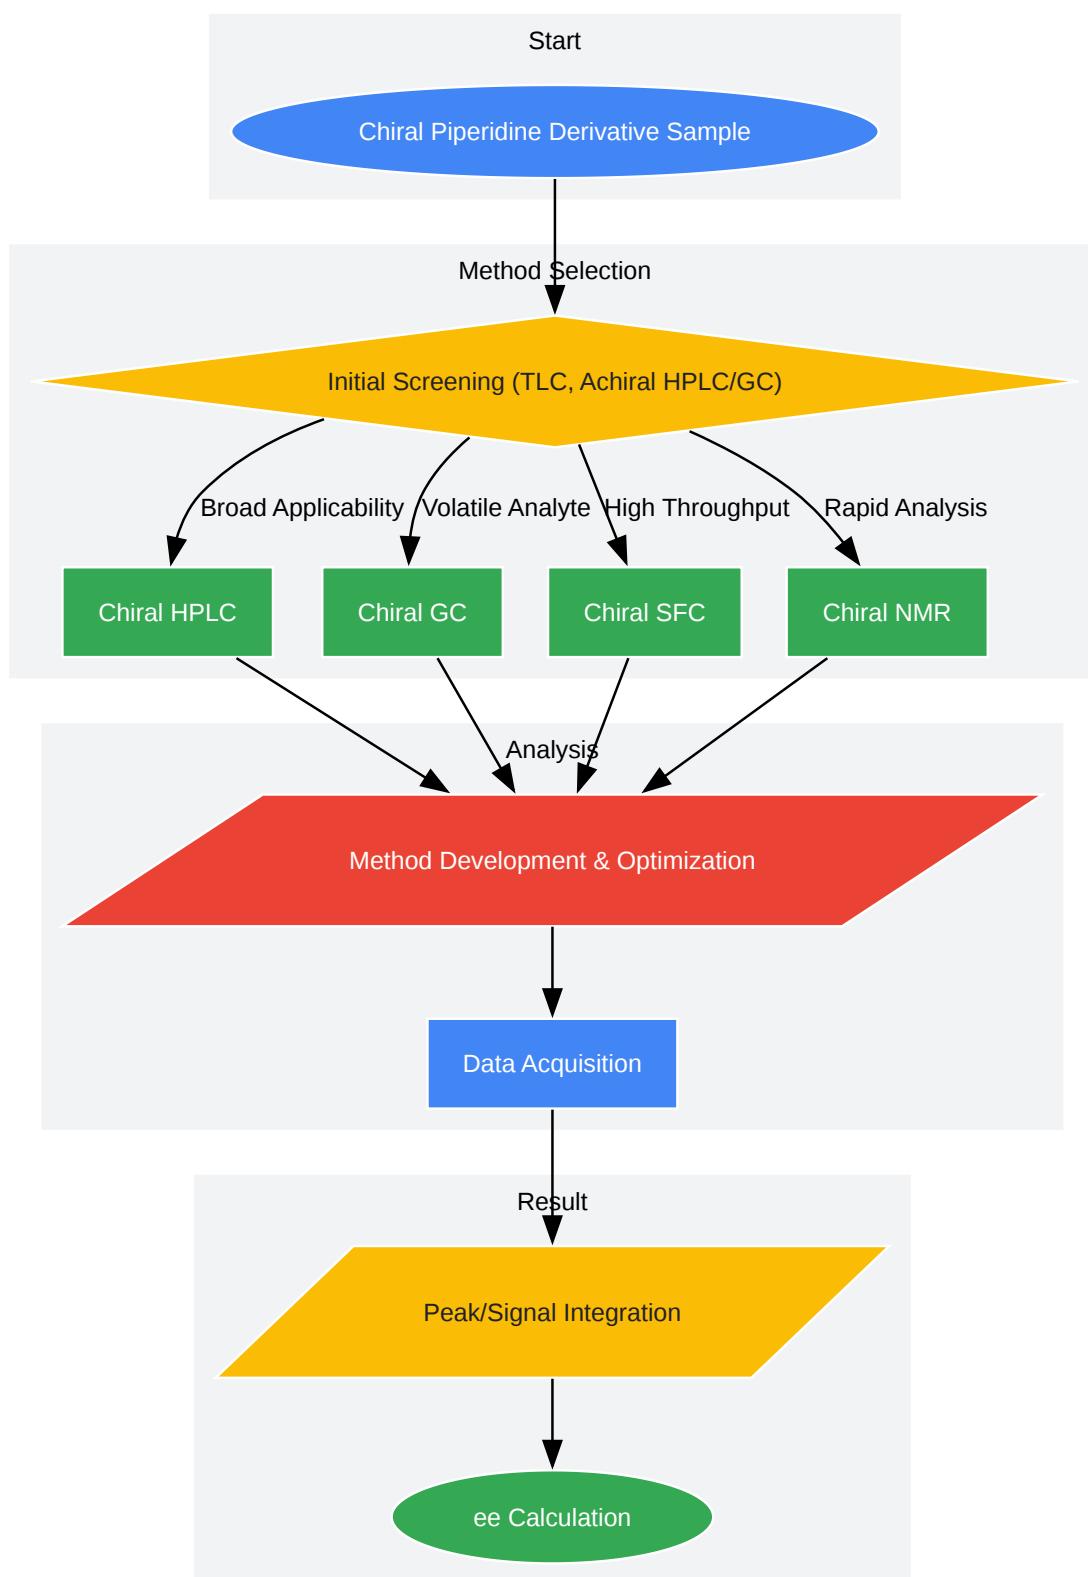 Start
Chiral Piperidine Derivative Sample
Method Selection
Initial Screening (TLC, Achiral HPLC/GC)
Broad Applicability
Volatile Analyte
High Throughput
Rapid Analysis
Chiral HPLC
Chiral GC
Chiral SFC
Chiral NMR
Analysis
Method Development & Optimization
Data Acquisition
Result
Peak/Signal Integration
ee Calculation